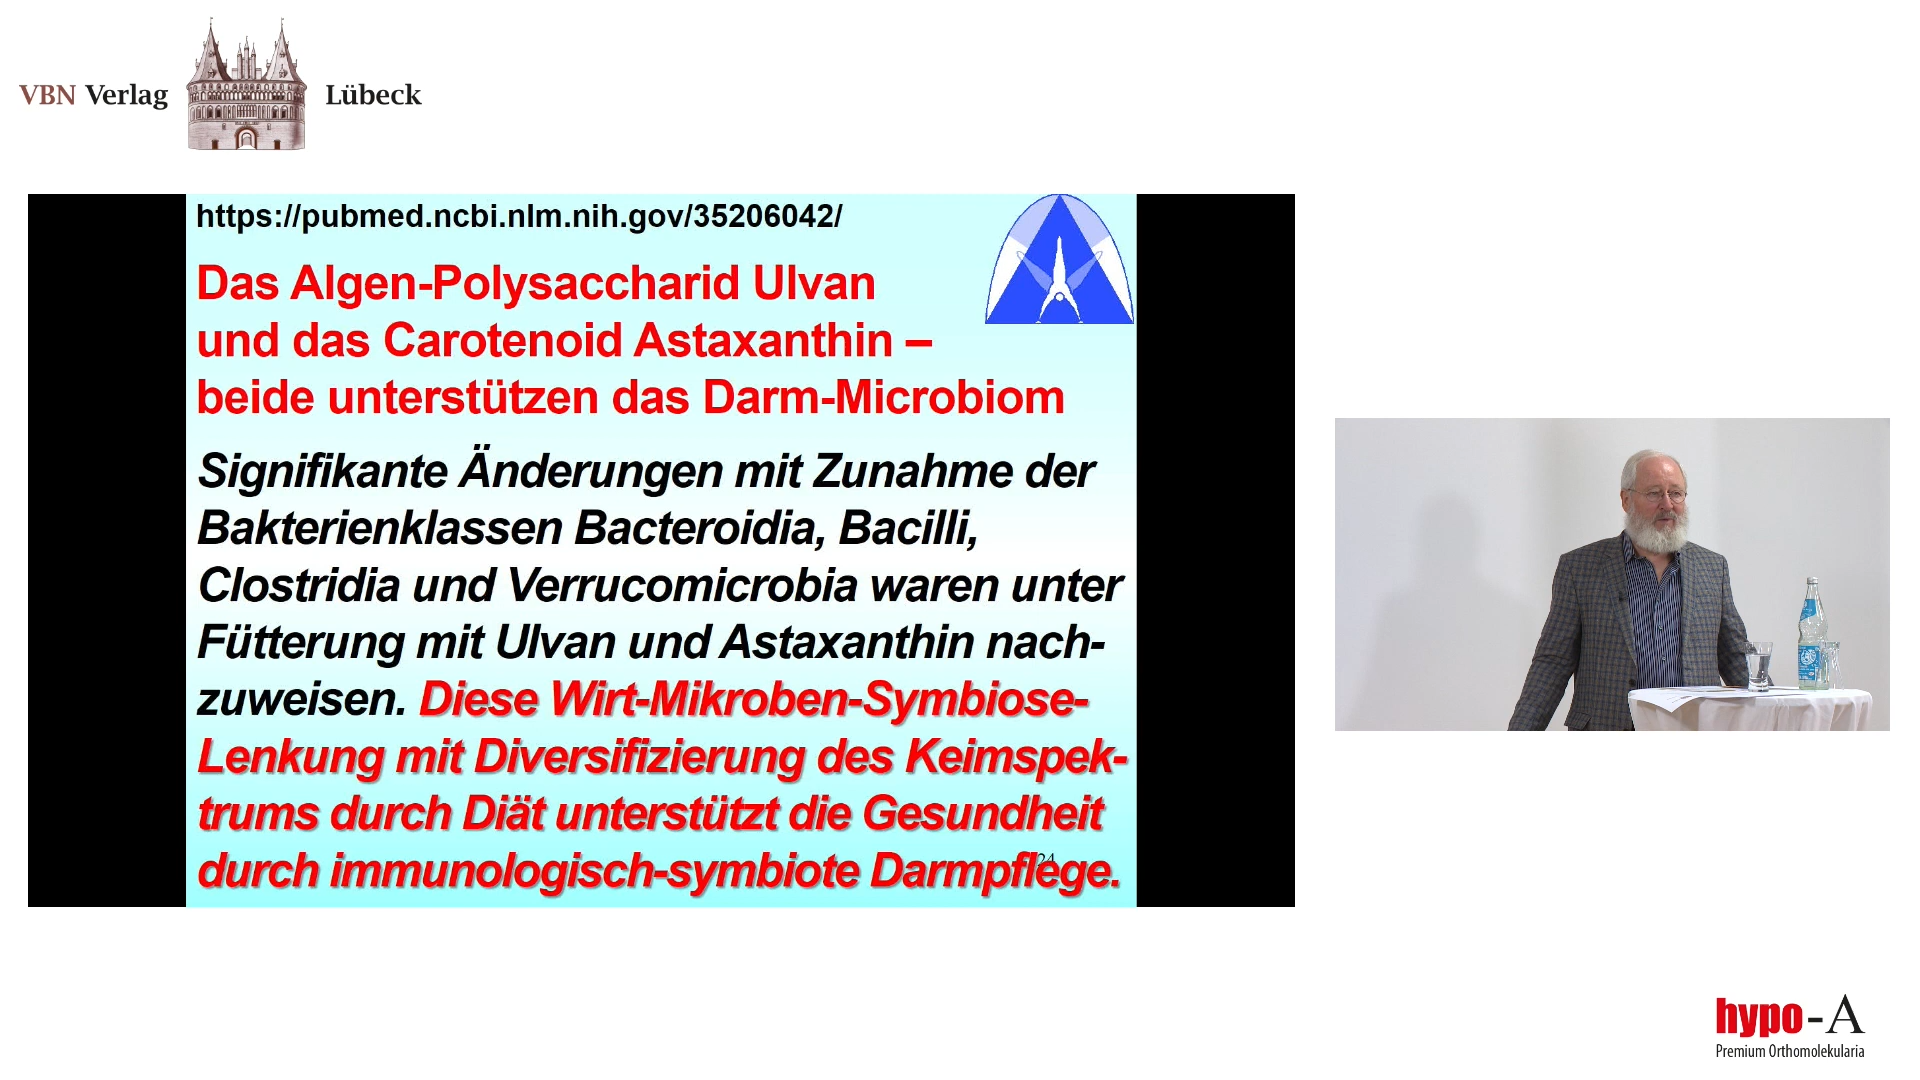 VBN Verlag Lübeck
https://pubmed.ncbi.nlm.nih.gov/35206042/
Das Algen-Polysaccharid Ulvan
und das Carotenoid Astaxanthin –
beide unterstützen das Darm-Microbiom
Signifikante Änderungen mit Zunahme der
Bakterienklassen Bacteroidia, Bacilli,
Clostridia und Verrucomicrobia waren unter
Fütterung mit Ulvan und Astaxanthin nach-
zuweisen. Diese Wirt-Mikroben-Symbiose-
Lenkung mit Diversifizierung des Keimspek-
trums durch Diät unterstützt die Gesundheit
durch immunologisch-symbiote Darmpflege.
24
hypo-A
Premium Orthomolekularia